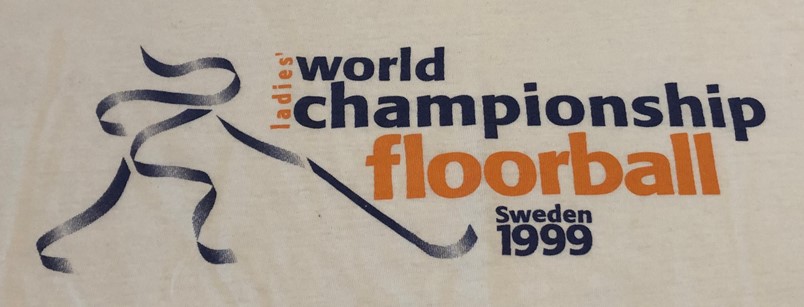 ladies'
world
championship
floorball
Sweden
1999